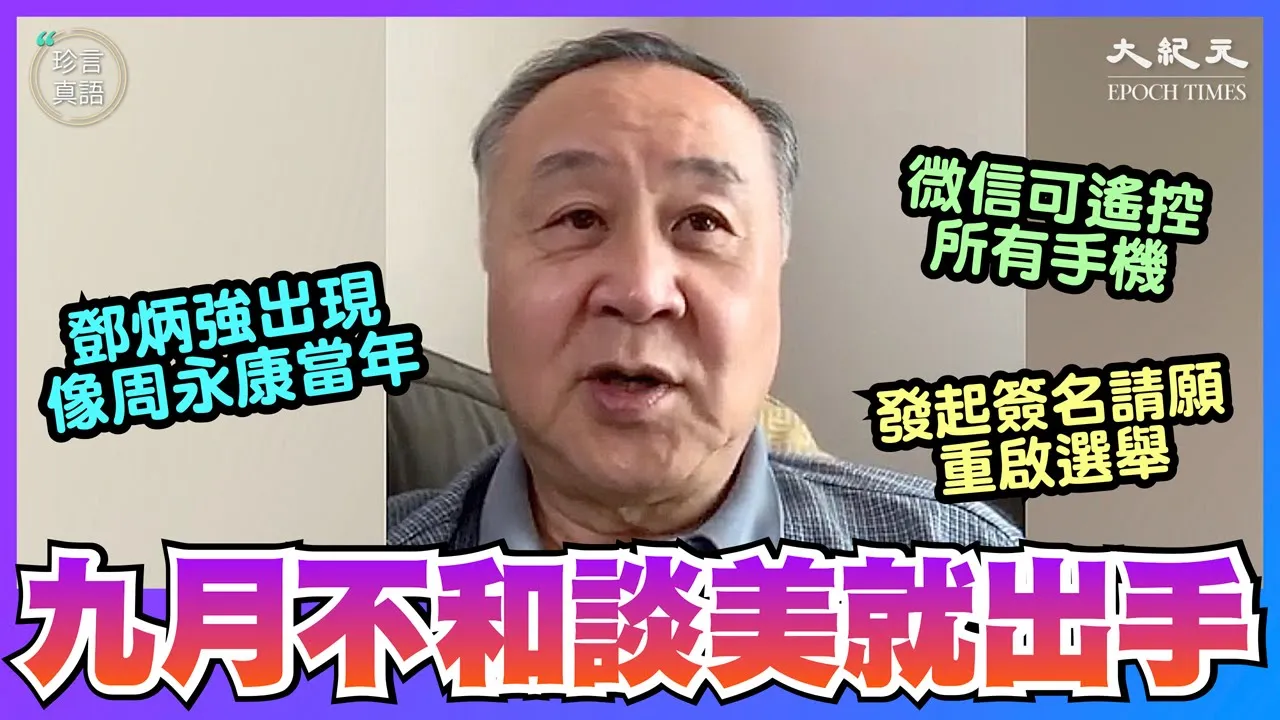 珍言
真語
大紀元
EPOCH TIMES
微信可遙控
所有手機
鄧炳強出現
像周永康當年
發起簽名請願
重啟選舉
九月不和談美就出手